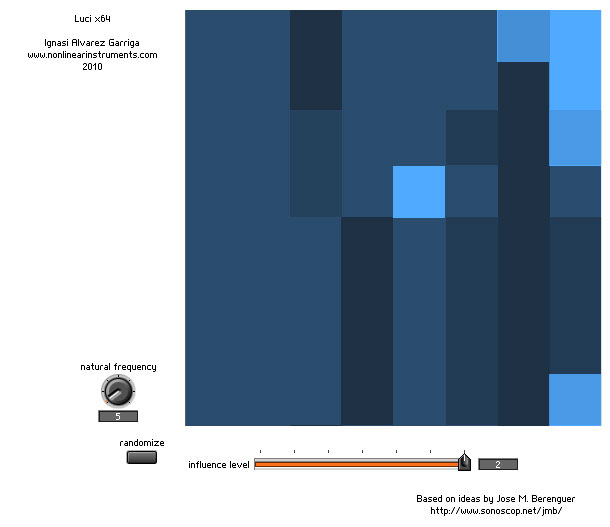 Luci x64
Ignasi Alvarez Garriga
www.nonlinearinstruments.com
2010
natural frequency
5
randomize
influence level
2
Based on ideas by Jose M. Berenguer
http://www.sonoscop.net/jmb/